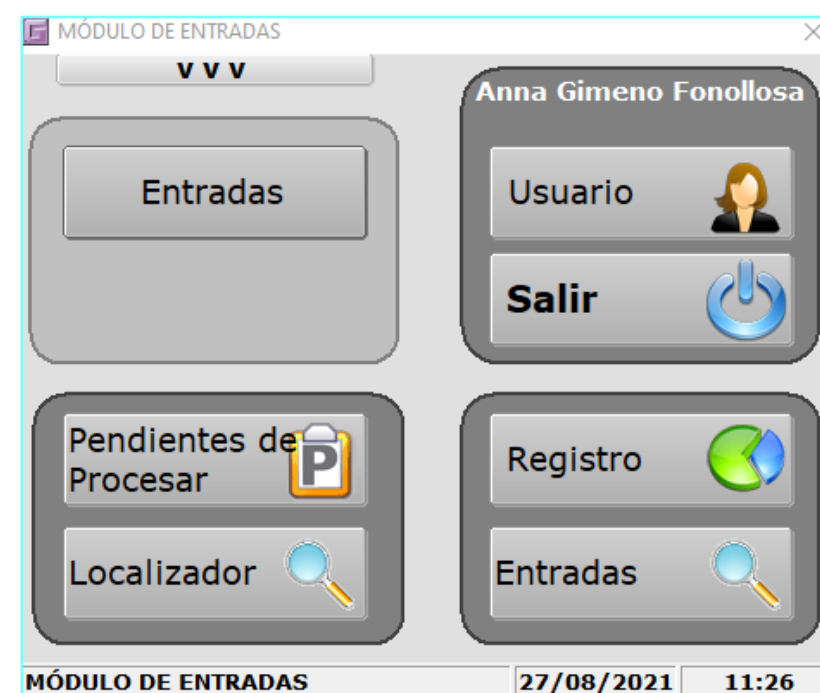 MÓDULO DE ENTRADAS
V V V
Anna Gimeno Fonollosa
Entradas
Usuario
Salir
Pendientes de
Procesar
P
Registro
Localizador
Entradas
MÓDULO DE ENTRADAS 27/08/2021 11:26